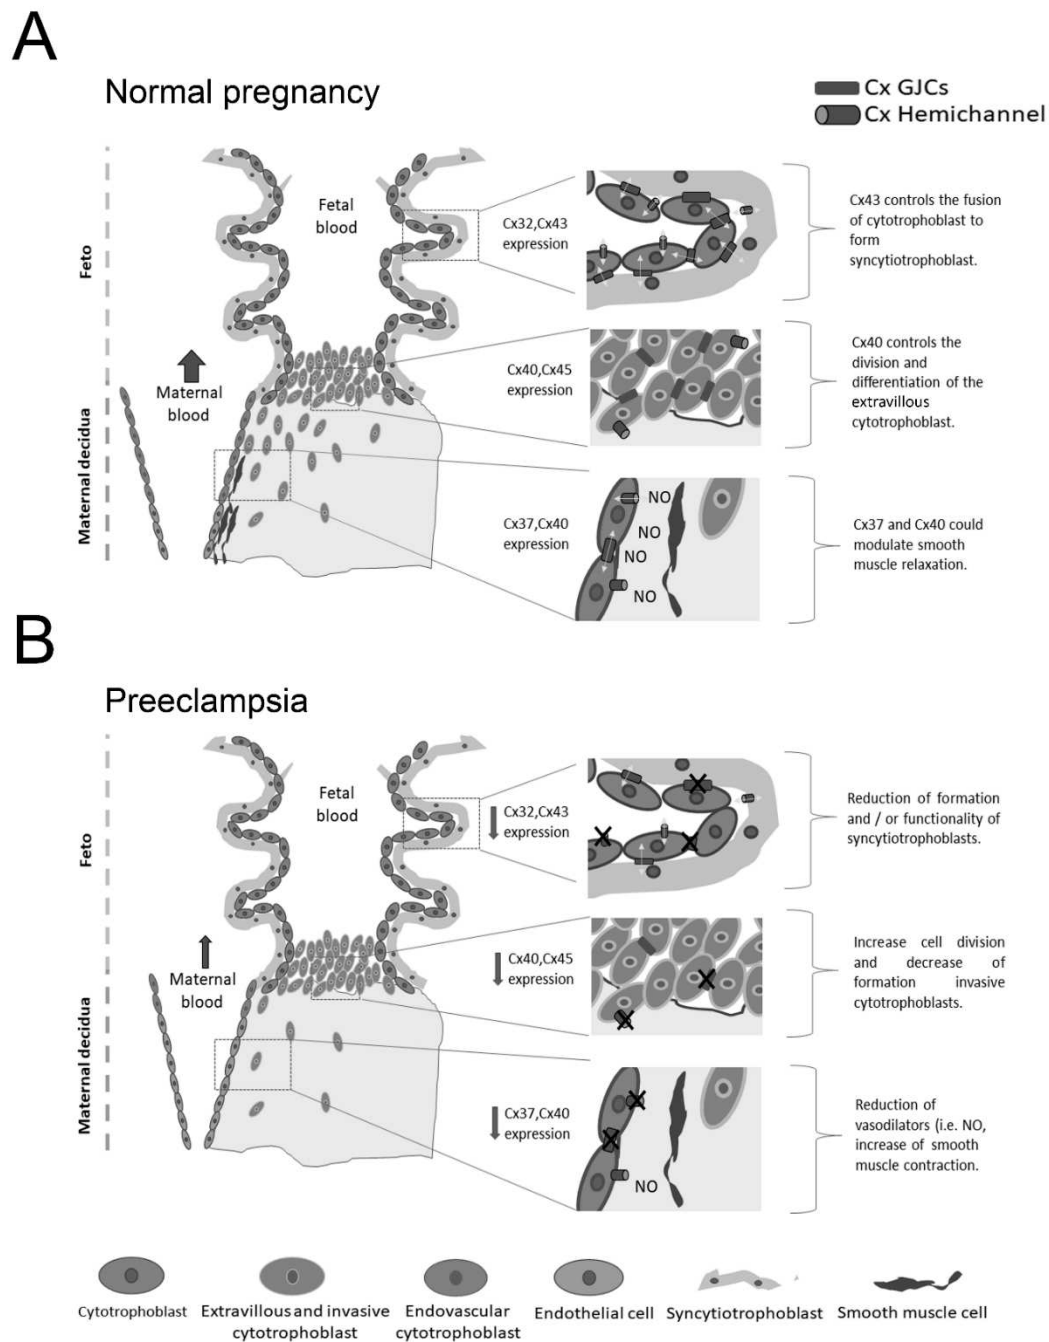 A
Normal pregnancy
Cx GJCs
Cx Hemichannel
Feto
Maternal decidua
Fetal
blood
Maternal
blood
Cx32,Cx43
expression
Cx43 controls the fusion
of cytotrophoblast to
form
syncytiotrophoblast.
Cx40,Cx45
expression
Cx40 controls the
division and
differentiation of the
extravillous
cytotrophoblast.
Cx37,Cx40
expression
NO
NO
NO
NO
Cx37 and Cx40 could
modulate smooth
muscle relaxation.
B
Preeclampsia
Feto
Maternal decidua
Fetal
blood
Maternal
blood
Cx32,Cx43
expression
Reduction of formation
and / or functionality of
syncytiotrophoblasts.
Cx40,Cx45
expression
Increase cell division
and decrease of
formation invasive
cytotrophoblasts.
Cx37,Cx40
expression
NO
Reduction of
vasodilators (i.e. NO,
increase of smooth
muscle contraction.
Cytotrophoblast
Extravillous and invasive
cytotrophoblast
Endovascular
cytotrophoblast
Endothelial cell
Syncytiotrophoblast
Smooth muscle cell